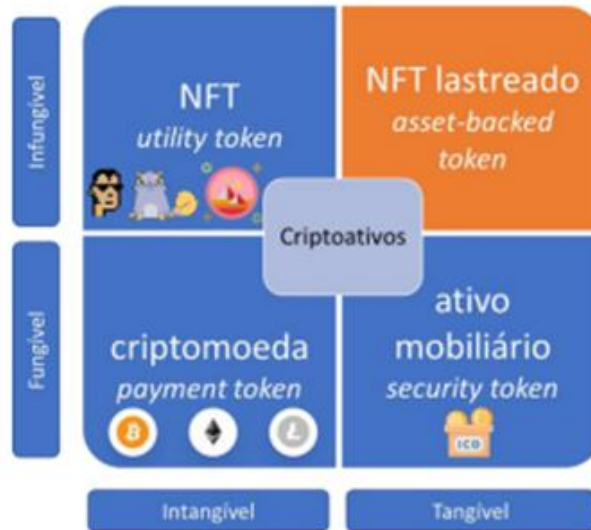 Infungível
NFT
utility token
NFT lastreado
asset-backed
token
Criptoativos
Fungível
criptomoeda
payment token
ativo
mobiliário
security token
ICO
Intangível
Tangível